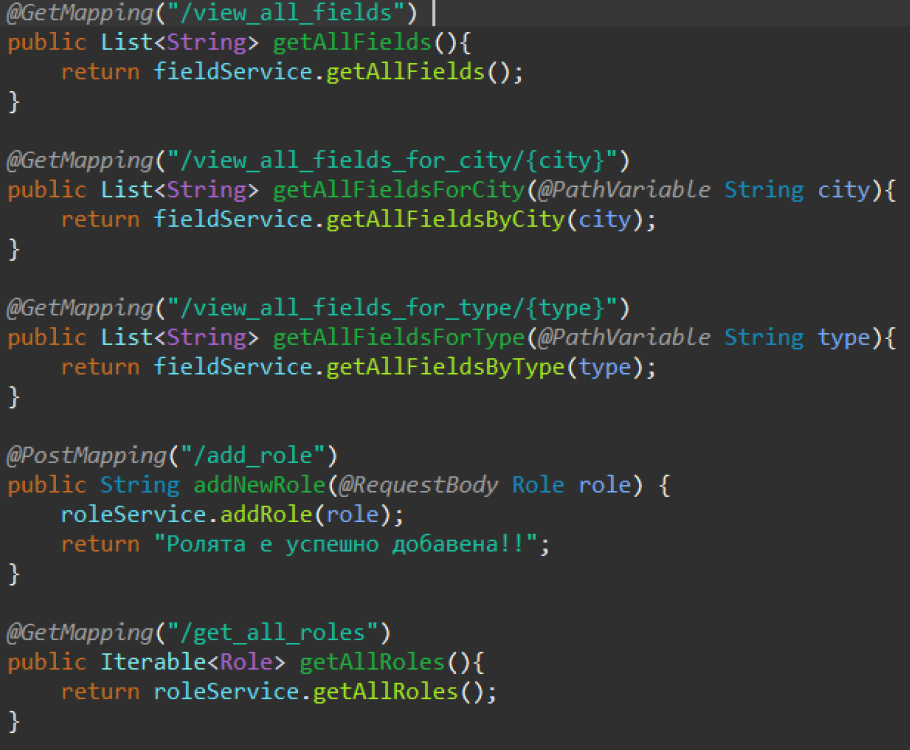 @GetMapping("/view_all_fields")
public List<String> getAllFields(){
    return fieldService.getAllFields();
}
@GetMapping("/view_all_fields_for_city/{city}")
public List<String> getAllFieldsForCity(@PathVariable String city){
    return fieldService.getAllFieldsByCity(city);
}
@GetMapping("/view_all_fields_for_type/{type}")
public List<String> getAllFieldsForType(@PathVariable String type){
    return fieldService.getAllFieldsByType(type);
}
@PostMapping("/add_role")
public String addNewRole(@RequestBody Role role) {
    roleService.addRole(role);
    return "Ролята е успешно добавена!!";
}
@GetMapping("/get_all_roles")
public Iterable<Role> getAllRoles(){
    return roleService.getAllRoles();
}